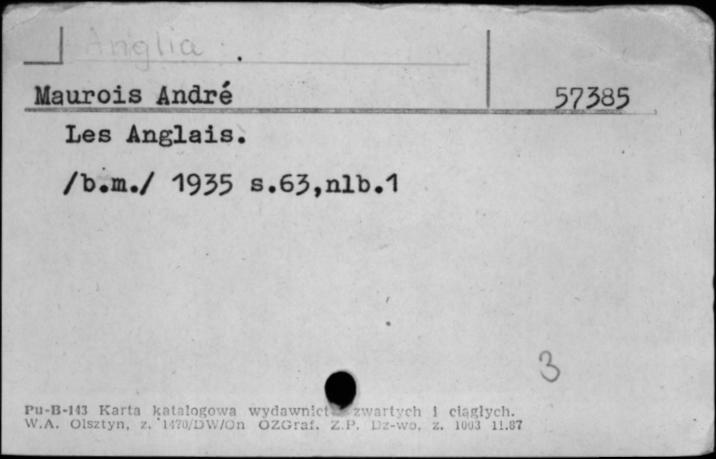 Anglia
Maurois André 57385
Les Anglais.
/b.m./ 1935 s.63,nlb.1
3
Pu-B-143 Karta katalogowa zwartych i ciągłych.
W.A. Olsztyn, z. 1470/DW/On OZGraf. Z.P. Dz-wo, z. 1003 11.87